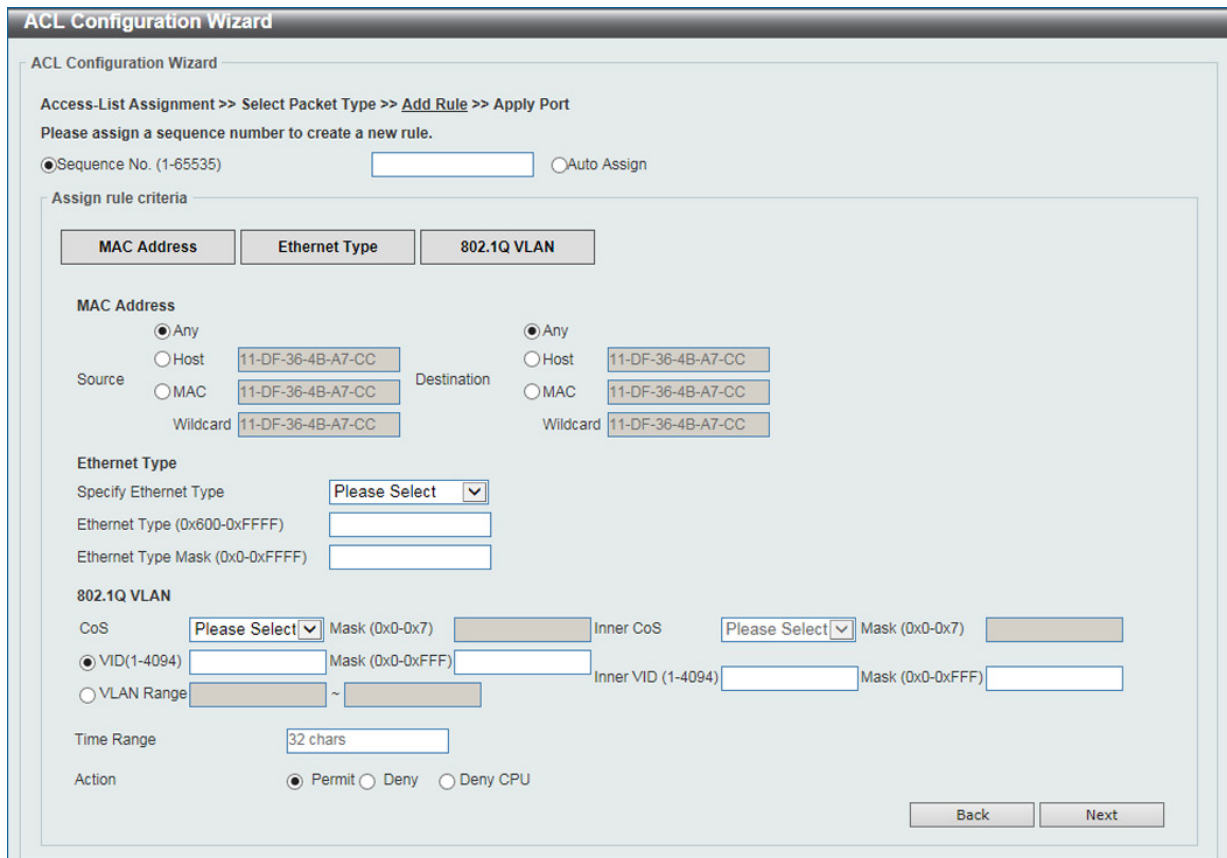 ACL Configuration Wizard
ACL Configuration Wizard
Access-List Assignment >> Select Packet Type >> Add Rule >> Apply Port
Please assign a sequence number to create a new rule.
Sequence No. (1-65535) Auto Assign
Assign rule criteria
MAC Address Ethernet Type 802.1Q VLAN
MAC Address
Any Any
Host 11-DF-36-4B-A7-CC Host 11-DF-36-4B-A7-CC
Source Destination
MAC 11-DF-36-4B-A7-CC MAC 11-DF-36-4B-A7-CC
Wildcard 11-DF-36-4B-A7-CC Wildcard 11-DF-36-4B-A7-CC
Ethernet Type
Specify Ethernet Type Please Select
Ethernet Type (0x600-0xFFFF)
Ethernet Type Mask (0x0-0xFFFF)
802.1Q VLAN
CoS Please Select Mask (0x0-0x7) Inner CoS Please Select Mask (0x0-0x7)
VID(1-4094) Mask (0x0-0xFFF)
Inner VID (1-4094) Mask (0x0-0xFFF)
VLAN Range ~
Time Range 32 chars
Action Permit Deny Deny CPU
Back Next